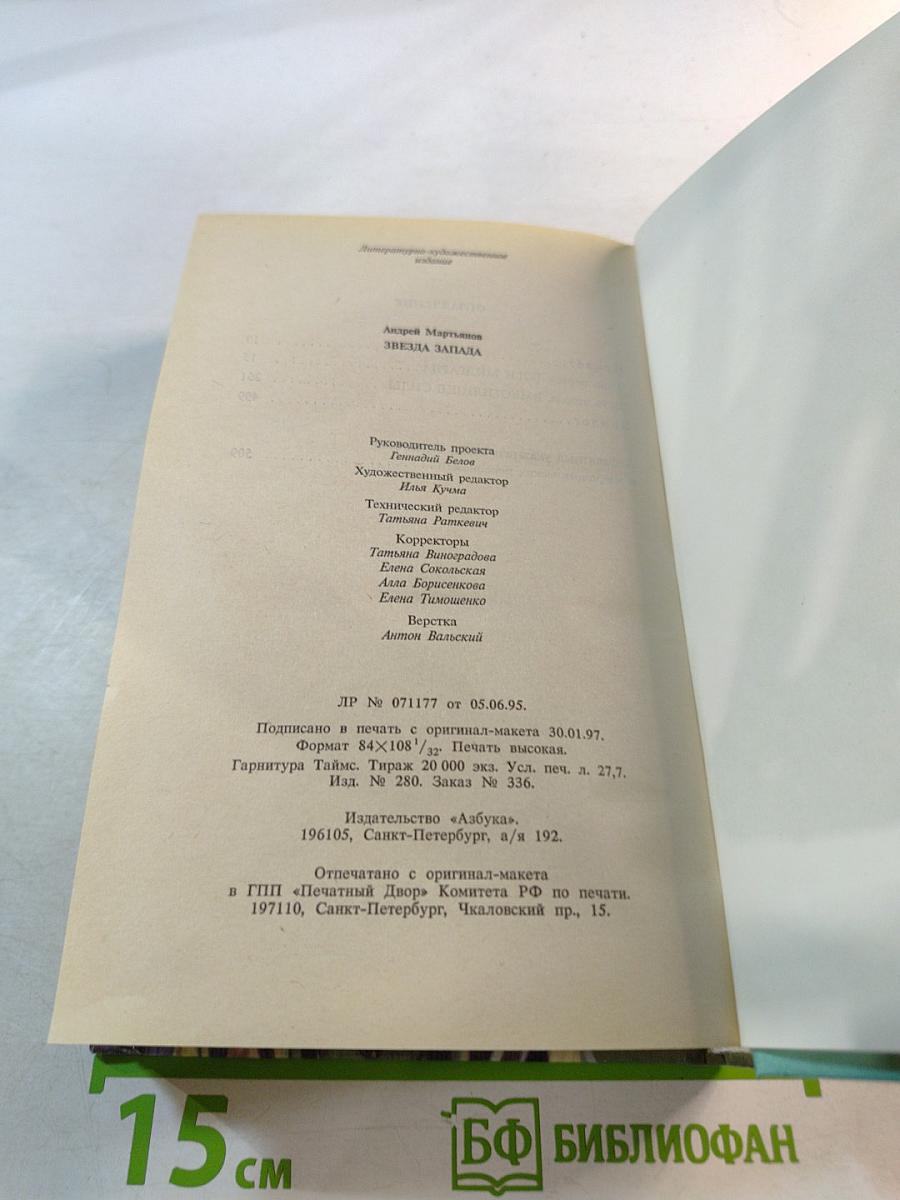 Литературно-художественное
издание
Андрей Мартьянов
ЗВЕЗДА ЗАПАДА
Руководитель проекта
Геннадий Белов
Художественный редактор
Илья Кучма
Технический редактор
Татьяна Раткевич
Корректоры
Татьяна Виноградова
Елена Сокольская
Алла Борисенкова
Елена Тимошенко
Верстка
Антон Вальский
ЛР № 071177 от 05.06.95.
Подписано в печать с оригинал-макета 30.01.97.
Формат 84×108 1/32. Печать высокая.
Гарнитура Таймс. Тираж 20 000 экз. Усл. печ. л. 27,7.
Изд. № 280. Заказ № 336.
Издательство «Азбука».
196105, Санкт-Петербург, а/я 192.
Отпечатано с оригинал-макета
в ГПП «Печатный Двор» Комитета РФ по печати.
197110, Санкт-Петербург, Чкаловский пр., 15.
15 см
БФ БИБЛИОФАН